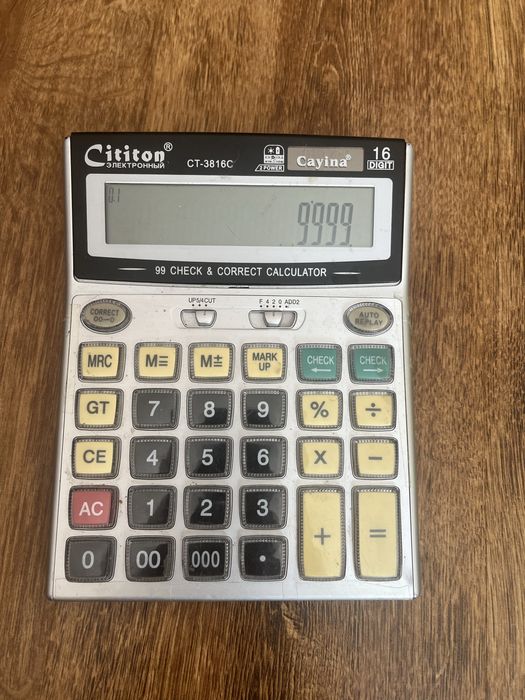 Cititon® 16
ЭЛЕКТРОННЫЙ CT-3816C 2 POWER Cayina® DIGIT
0.1
9999
99 CHECK & CORRECT CALCULATOR
CORRECT 00→0 UP5/4CUT F 4 2 0 ADD2 AUTO REPLAY
MRC M= M± MARK UP CHECK ← CHECK →
GT 7 8 9 % ÷
CE 4 5 6 X −
AC 1 2 3 + =
0 00 000 •